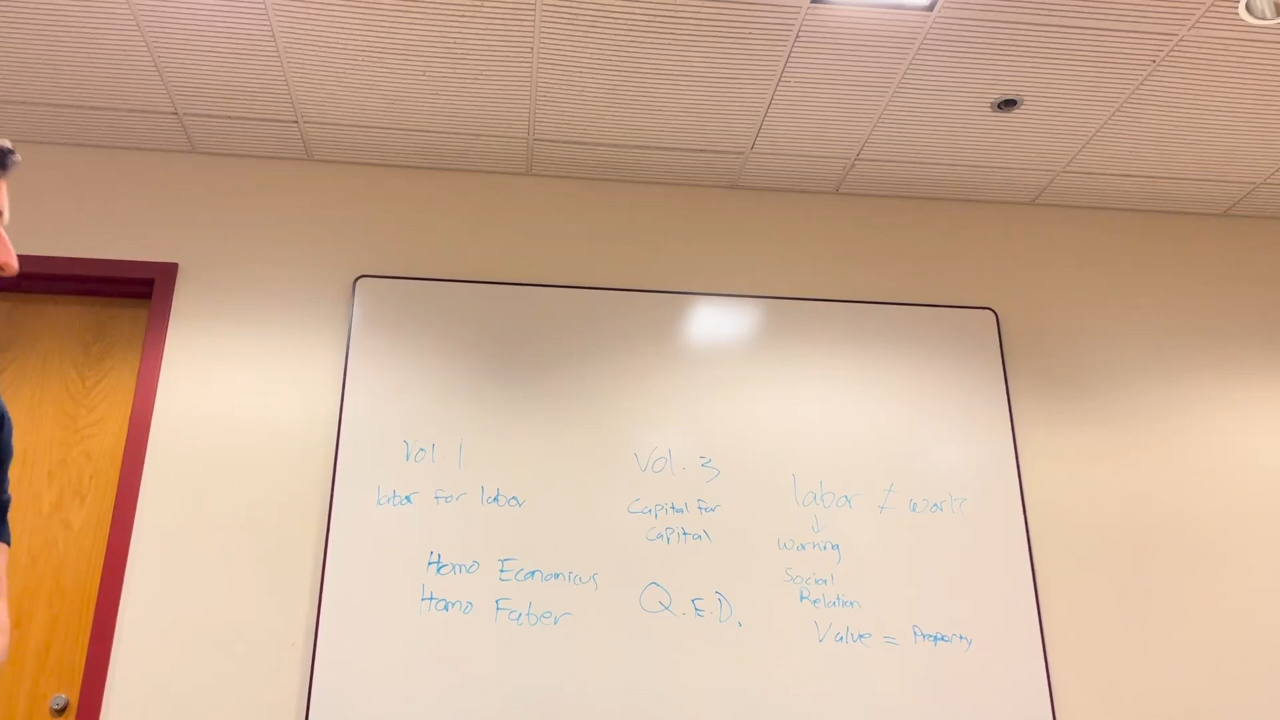 Vol. 1
labor for labor
Homo Economicus
Homo Faber
Vol. 3
Capital for
Capital
Q.E.D.
labor ≠ work
↓
Working
Social
Relation
Value = Property